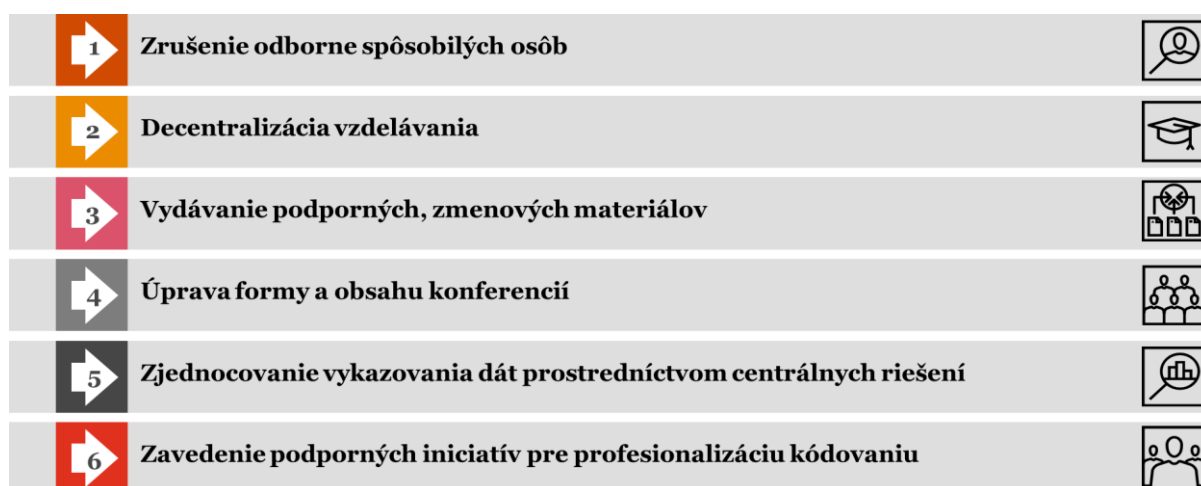 1 Zrušenie odborne spôsobilých osôb
2 Decentralizácia vzdelávania
3 Vydávanie podporných, zmenových materiálov
4 Úprava formy a obsahu konferencií
5 Zjednocovanie vykazovania dát prostredníctvom centrálnych riešení
6 Zavedenie podporných iniciatív pre profesionalizáciu kódovaniu